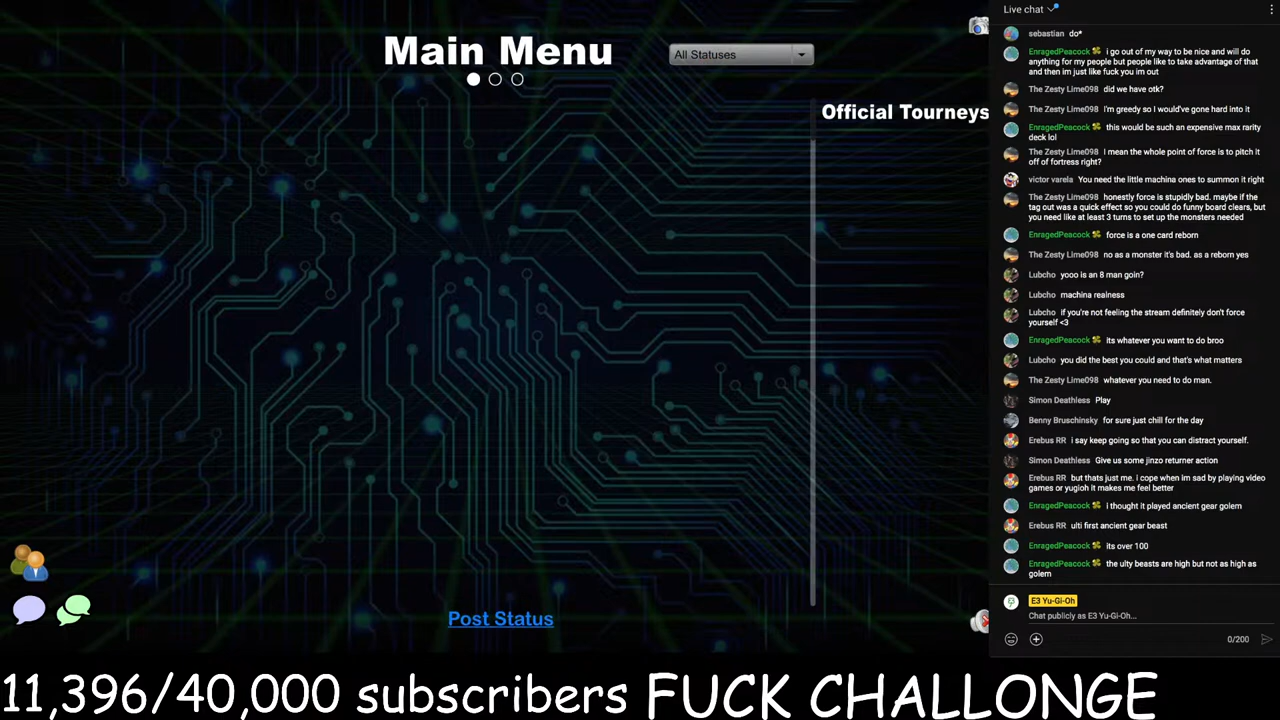 Main Menu
All Statuses
Official Tourneys
Post Status
Live chat
sebastian do*
EnragedPeacock i go out of my way to be nice and will do
anything for my people but people like to take advantage of that
and then im just like fuck you im out
The Zesty Lime098 did we have otk?
The Zesty Lime098 I'm greedy so I would've gone hard into it
EnragedPeacock this would be such an expensive max rarity
deck lol
The Zesty Lime098 I mean the whole point of force is to pitch it
off of fortress right?
victor varela You need the little machina ones to summon it right
The Zesty Lime098 honestly force is stupidly bad. maybe if the
tag out was a quick effect so you could do funny board clears, but
you need like at least 3 turns to set up the monsters needed
EnragedPeacock force is a one card reborn
The Zesty Lime098 no as a monster it's bad. as a reborn yes
Lubcho yooo is an 8 man goin?
Lubcho machina realness
Lubcho if you're not feeling the stream definitely don't force
yourself <3
EnragedPeacock its whatever you want to do broo
Lubcho you did the best you could and that's what matters
The Zesty Lime098 whatever you need to do man.
Simon Deathless Play
Benny Bruschinsky for sure just chill for the day
Erebus RR i say keep going so that you can distract yourself.
Simon Deathless Give us some jinzo returner action
Erebus RR but thats just me. i cope when im sad by playing video
games or yugioh it makes me feel better
EnragedPeacock i thought it played ancient gear golem
Erebus RR ulti first ancient gear beast
EnragedPeacock its over 100
EnragedPeacock the ulty beasts are high but not as high as
golem
E3 Yu-Gi-Oh
Chat publicly as E3 Yu-Gi-Oh...
0/200
11,396/40,000 subscribers FUCK CHALLONGE